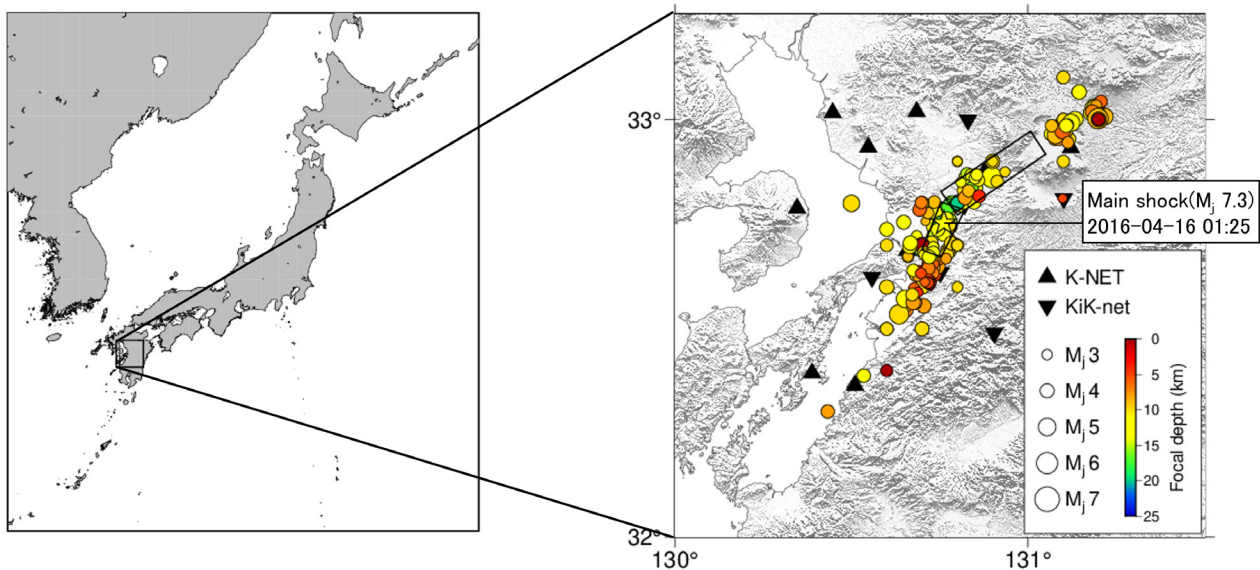 33°
Main shock(Mj 7.3)
2016-04-16 01:25
K-NET
KiK-net
Mj 3
Mj 4
Mj 5
Mj 6
Mj 7
0
5
10
15
20
25
Focal depth (km)
32°
130°
131°